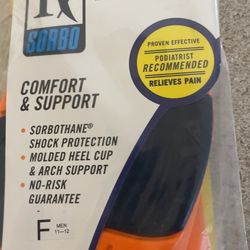 SORBO
PROVEN EFFECTIVE
PODIATRIST
RECOMMENDED
RELIEVES PAIN
COMFORT
& SUPPORT
• SORBOTHANE®
SHOCK PROTECTION
• MOLDED HEEL CUP
& ARCH SUPPORT
• NO-RISK
GUARANTEE
F
MEN
11–12